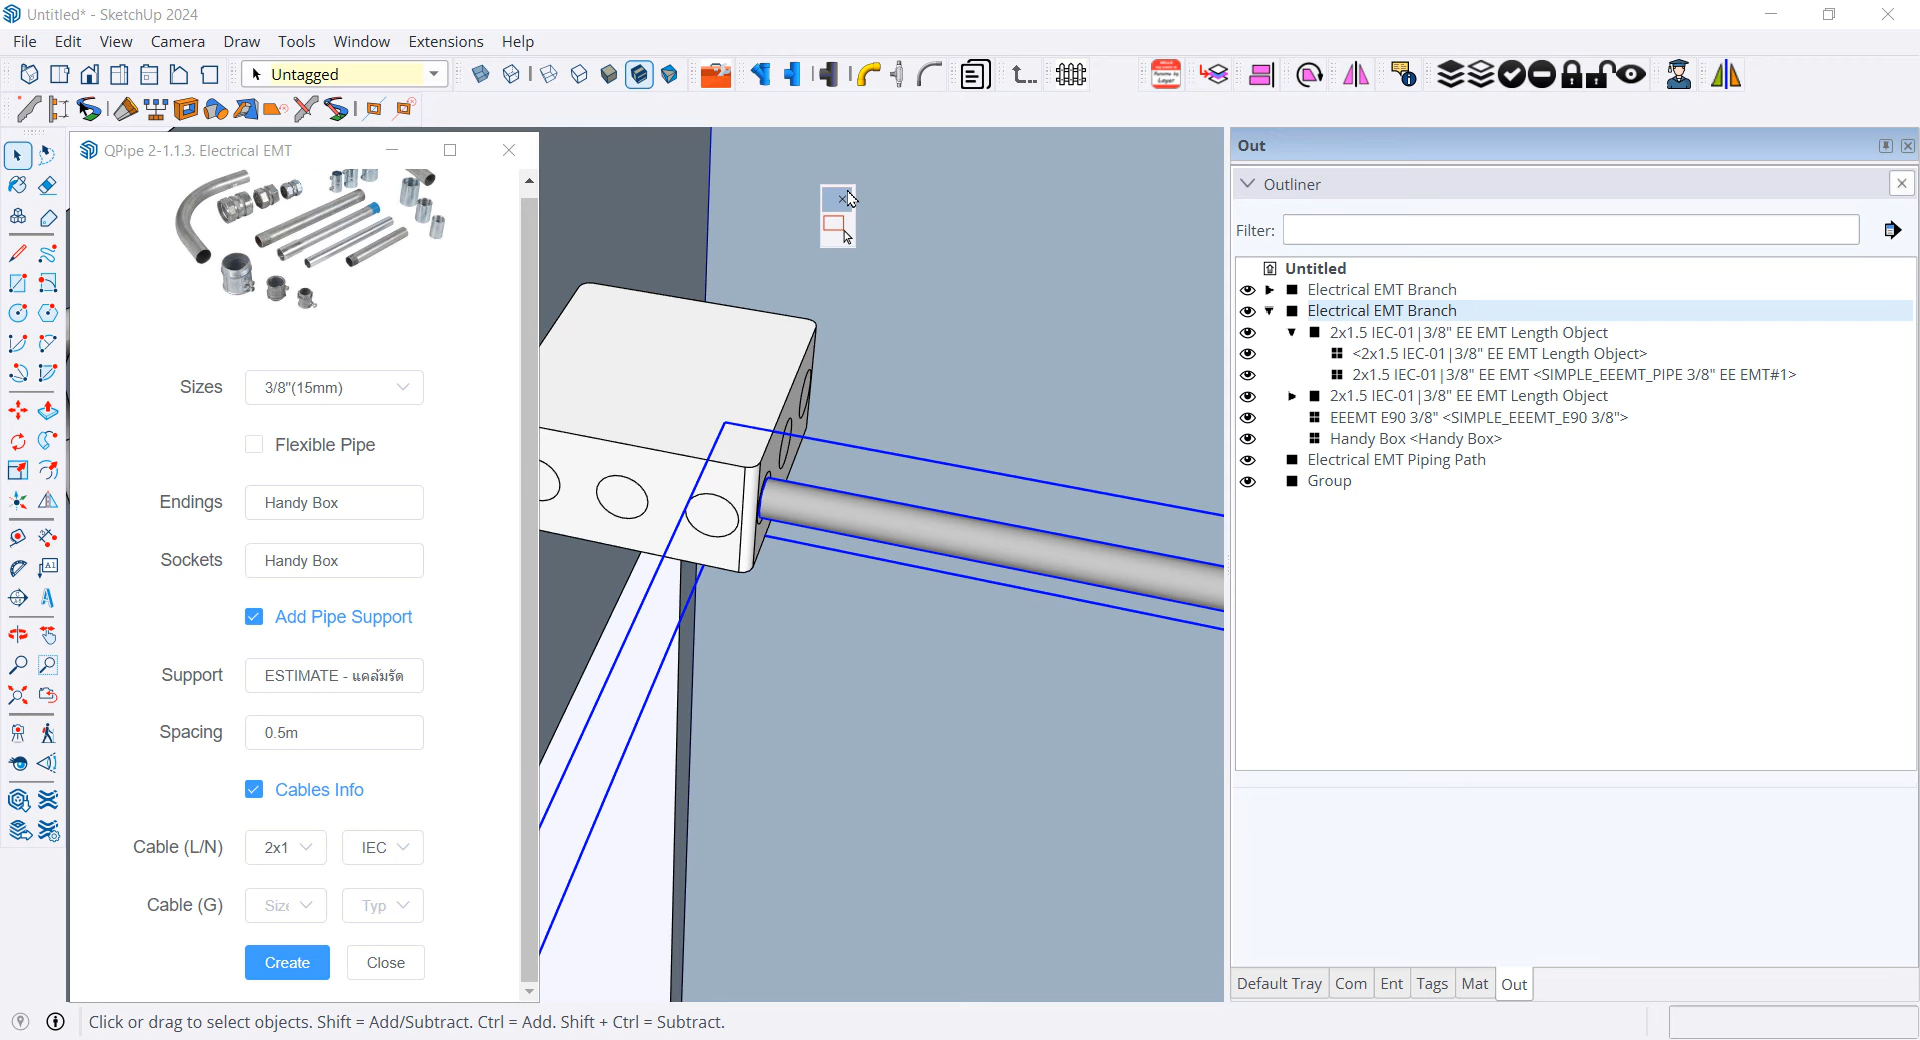 Untitled* - SketchUp 2024
File Edit View Camera Draw Tools Window Extensions Help
Untagged
QPipe 2-1.1.3. Electrical EMT
Sizes 3/8"(15mm)
Flexible Pipe
Endings Handy Box
Sockets Handy Box
Add Pipe Support
Support ESTIMATE - แคล้มรัด
Spacing 0.5m
Cables Info
Cable (L/N) 2x1 IEC
Cable (G) Size Typ
Create Close
Out
Outliner
Filter:
Untitled
Electrical EMT Branch
Electrical EMT Branch
2x1.5 IEC-01|3/8" EE EMT Length Object
<2x1.5 IEC-01|3/8" EE EMT Length Object>
2x1.5 IEC-01|3/8" EE EMT <SIMPLE_EEEMT_PIPE 3/8" EE EMT#1>
2x1.5 IEC-01|3/8" EE EMT Length Object
EEEMT E90 3/8" <SIMPLE_EEEMT_E90 3/8">
Handy Box <Handy Box>
Electrical EMT Piping Path
Group
Default Tray Com Ent Tags Mat Out
Click or drag to select objects. Shift = Add/Subtract. Ctrl = Add. Shift + Ctrl = Subtract.